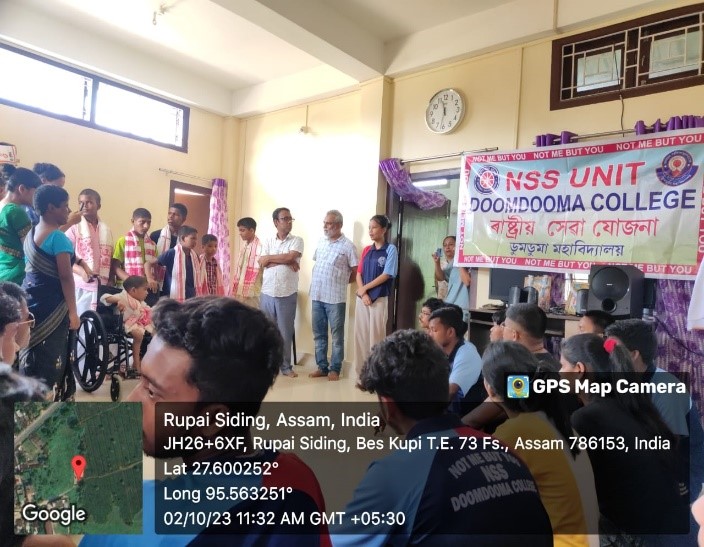 NOT ME BUT YOU NOT ME BUT YOU NOT ME BUT YOU
NSS UNIT
DOOMDOOMA COLLEGE
ৰাষ্ট্ৰীয় সেৱা যোজনা
ডুমডুমা মহাবিদ্যালয়
NOT ME BUT YOU NOT ME BUT YOU NOT ME BUT YOU
NOT ME BUT YOU
NSS
DOOMDOOMA COLLEGE
GPS Map Camera
Rupai Siding, Assam, India
JH26+6XF, Rupai Siding, Bes Kupi T.E. 73 Fs., Assam 786153, India
Lat 27.600252°
Long 95.563251°
02/10/23 11:32 AM GMT +05:30
Google